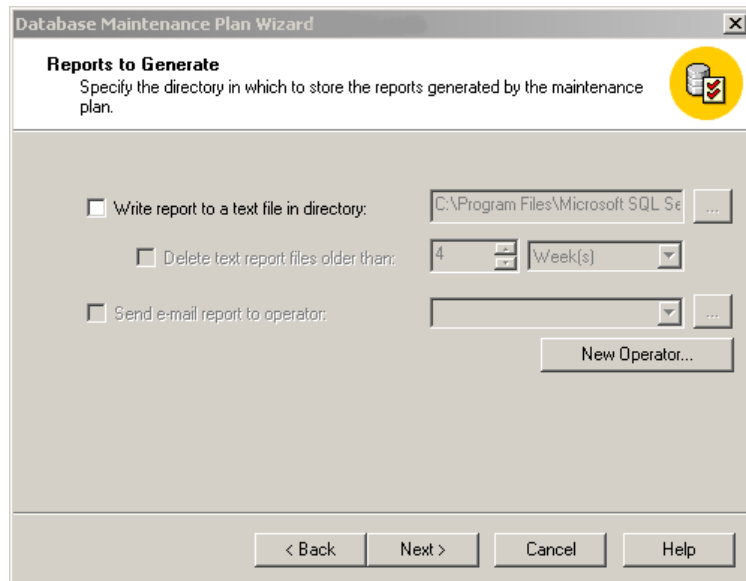 Database Maintenance Plan Wizard
Reports to Generate
Specify the directory in which to store the reports generated by the maintenance
plan.
Write report to a text file in directory: C:\Program Files\Microsoft SQL Se ...
Delete text report files older than: 4 Week(s)
Send e-mail report to operator: ...
New Operator...
< Back Next > Cancel Help